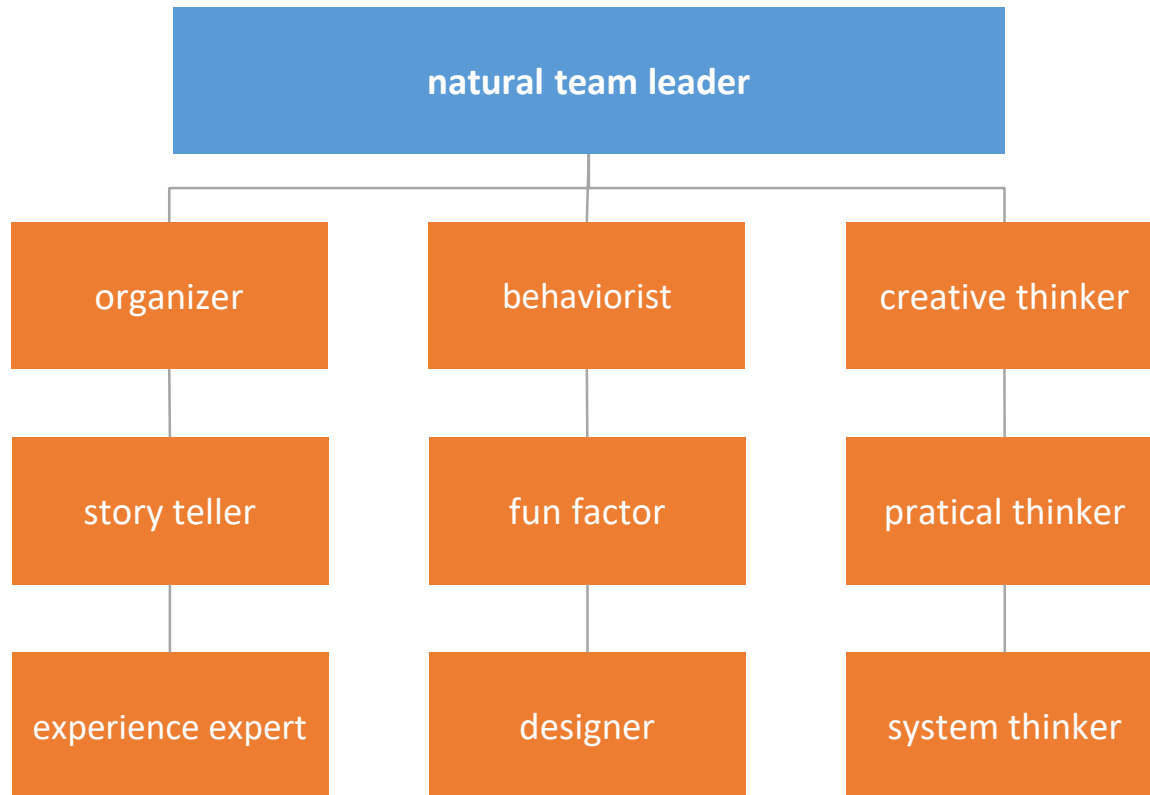 natural team leader
organizer
behaviorist
creative thinker
story teller
fun factor
pratical thinker
experience expert
designer
system thinker